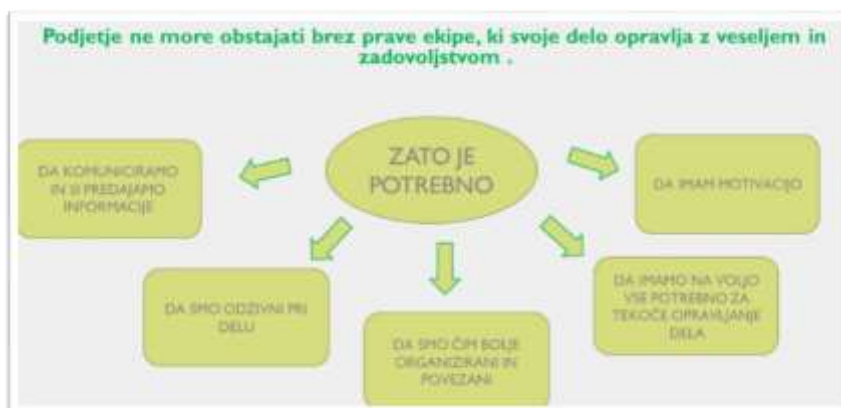 Podjetje ne more obstajati brez prave ekipe, ki svoje delo opravlja z veseljem in
zadovoljstvom .
ZATO JE
POTREBNO
DA KOMUNICIRAMO
IN SI PREDAJAMO
INFORMACIJE
DA IMAM MOTIVACIJO
DA SMO ODZIVNI PRI
DELU
DA SMO ČIM BOLJE
ORGANIZIRANI IN
POVEZANI
DA IMAMO NA VOLJO
VSE POTREBNO ZA
TEKOČE OPRAVLJANJE
DELA